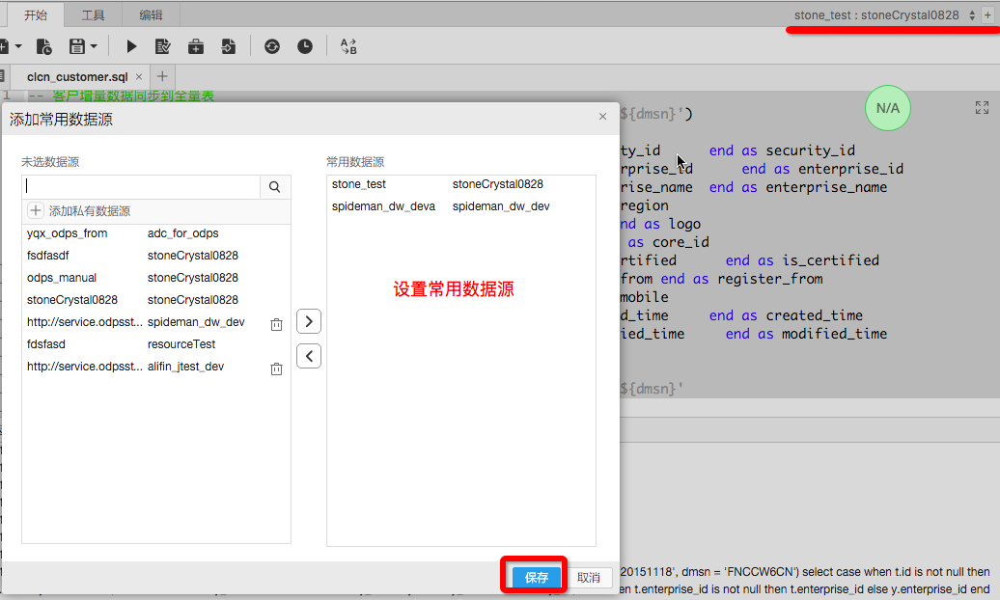 开始 工具 编辑 stone_test : stoneCrystal0828 +
A→B
clcn_customer.sql × +
1 -- 客户增量数据同步到全量表
添加常用数据源 ×
${dmsn}')
N/A
未选数据源 常用数据源
ty_id end as security_id
rprise_id end as enterprise_id
rise_name end as enterprise_name
region
nd as logo
as core_id
rtified end as is_certified
from end as register_from
mobile
d_time end as created_time
ied_time end as modified_time
${dmsn}'
添加私有数据源
yqx_odps_from adc_for_odps
fsdfasdf stoneCrystal0828
odps_manual stoneCrystal0828
stoneCrystal0828 stoneCrystal0828
http://service.odpsst... spideman_dw_dev
fdsfasd resourceTest
http://service.odpsst... alifin_jtest_dev
stone_test stoneCrystal0828
spideman_dw_deva spideman_dw_dev
设置常用数据源
保存 取消
20151118', dmsn = 'FNCCW6CN') select case when t.id is not null then
en t.enterprise_id is not null then t.enterprise_id else y.enterprise_id end